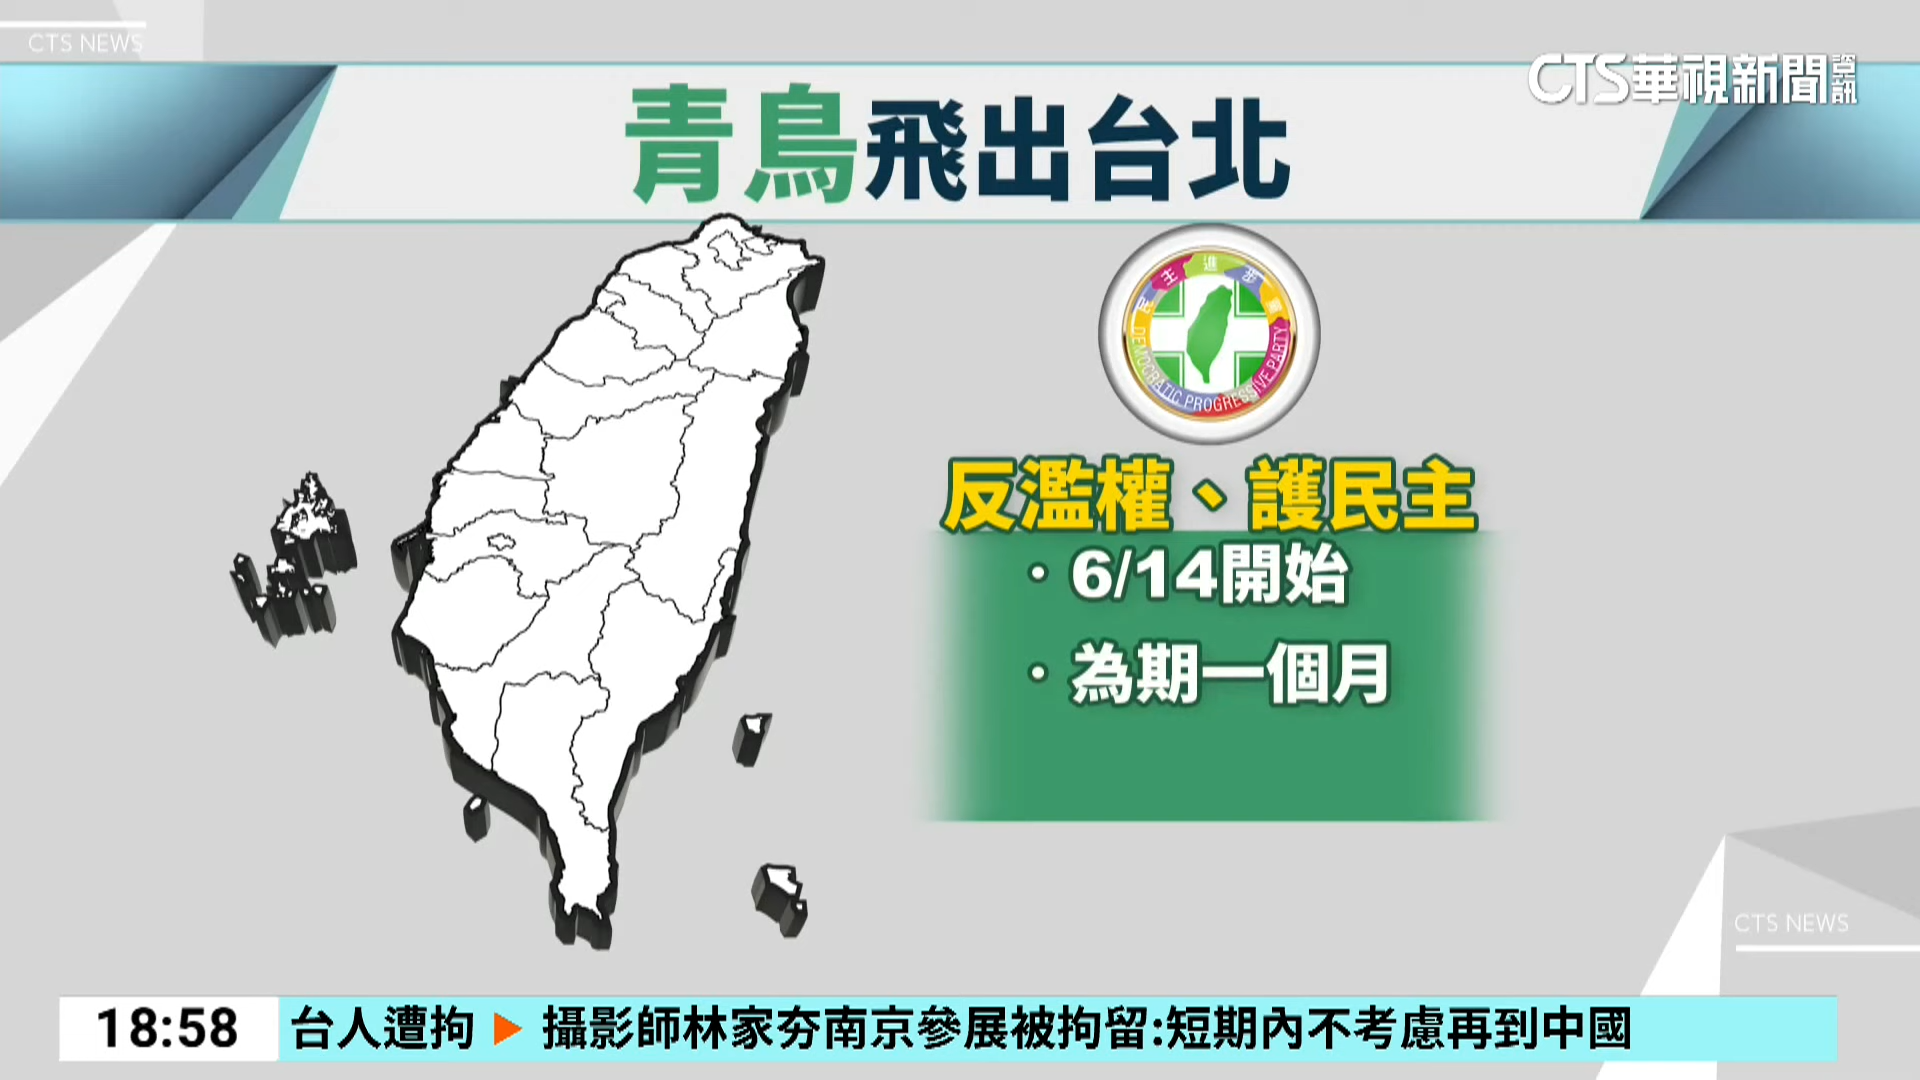 CTS NEWS
CTS華視新聞資訊
青鳥飛出台北
民主進步黨
DEMOCRATIC PROGRESSIVE PARTY
反濫權、護民主
・6/14開始
・為期一個月
CTS NEWS
18:58 台人遭拘▶攝影師林家夯南京參展被拘留:短期內不考慮再到中國